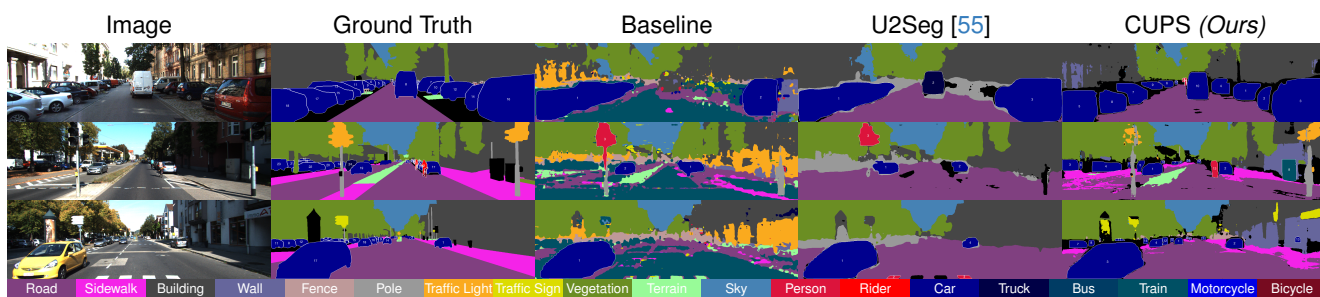 Image Ground Truth Baseline U2Seg [55] CUPS (Ours)
Road Sidewalk Building Wall Fence Pole Traffic Light Traffic Sign Vegetation Terrain Sky Person Rider Car Truck Bus Train Motorcycle Bicycle